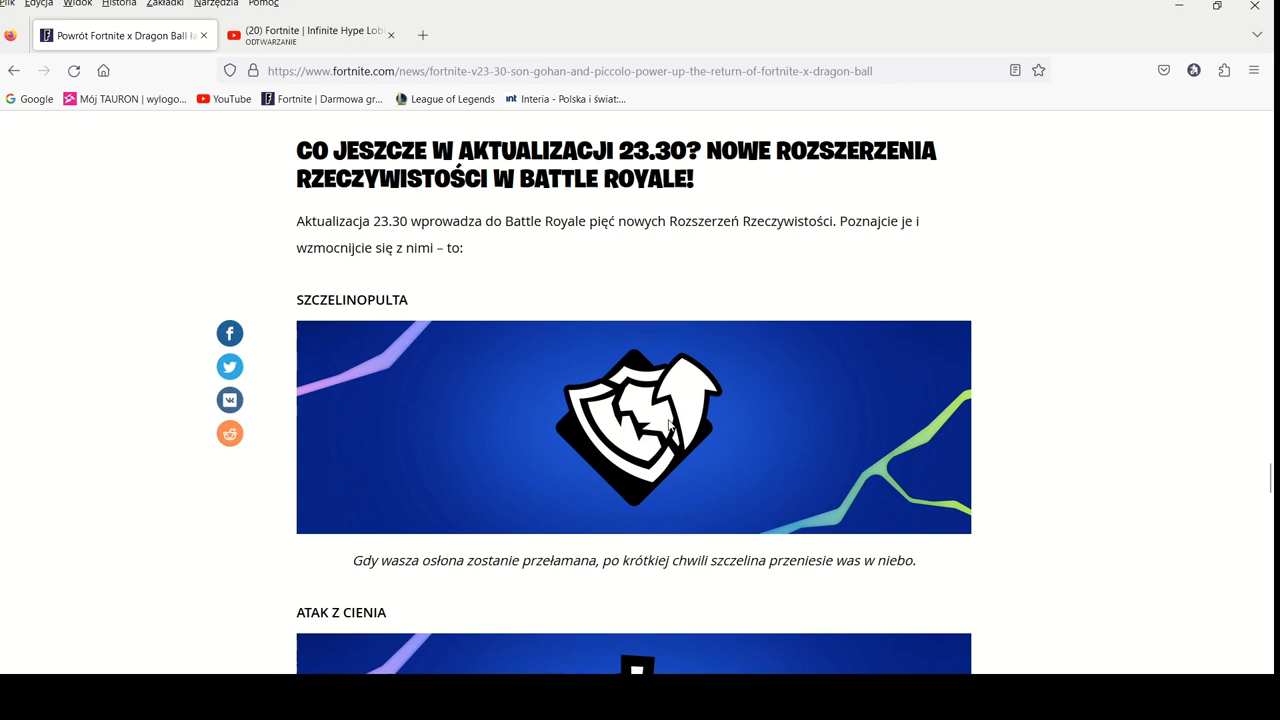 Plik Edycja Widok Historia Zakładki Narzędzia Pomoc
Powrót Fortnite x Dragon Ball
(20) Fortnite | Infinite Hype Lob
ODTWARZANIE
https://www.fortnite.com/news/fortnite-v23-30-son-gohan-and-piccolo-power-up-the-return-of-fortnite-x-dragon-ball
Google Mój TAURON | wylogo... YouTube Fortnite | Darmowa gr... League of Legends int Interia - Polska i świat:...
CO JESZCZE W AKTUALIZACJI 23.30? NOWE ROZSZERZENIA
RZECZYWISTOŚCI W BATTLE ROYALE!
Aktualizacja 23.30 wprowadza do Battle Royale pięć nowych Rozszerzeń Rzeczywistości. Poznajcie je i
wzmocnijcie się z nimi – to:
SZCZELINOPULTA
Gdy wasza osłona zostanie przełamana, po krótkiej chwili szczelina przeniesie was w niebo.
ATAK Z CIENIA